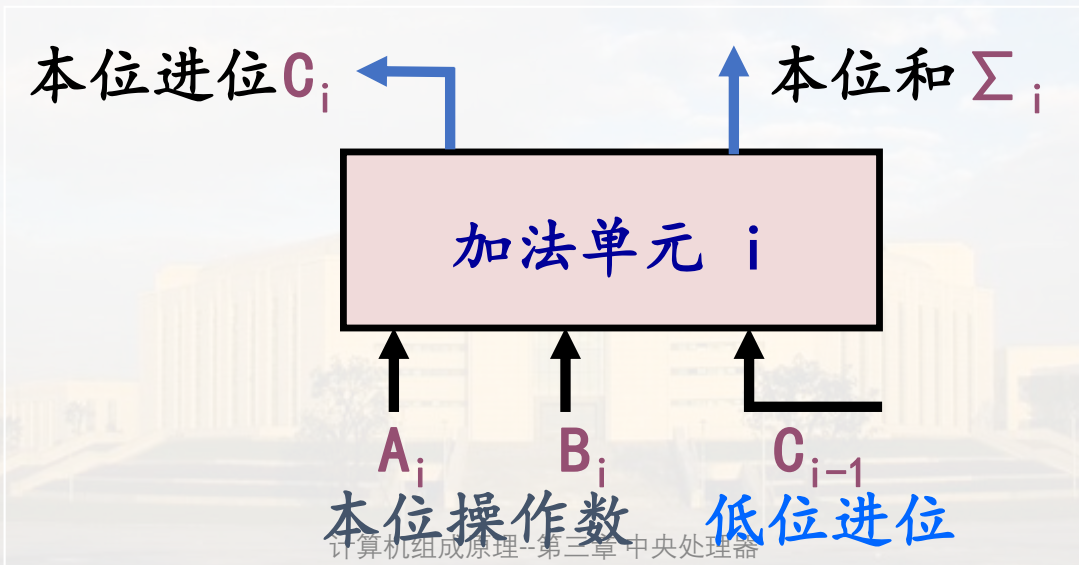 本位进位Ci 本位和∑i
加法单元 i
Ai Bi Ci-1
本位操作数 低位进位
计算机组成原理--第三章 中央处理器